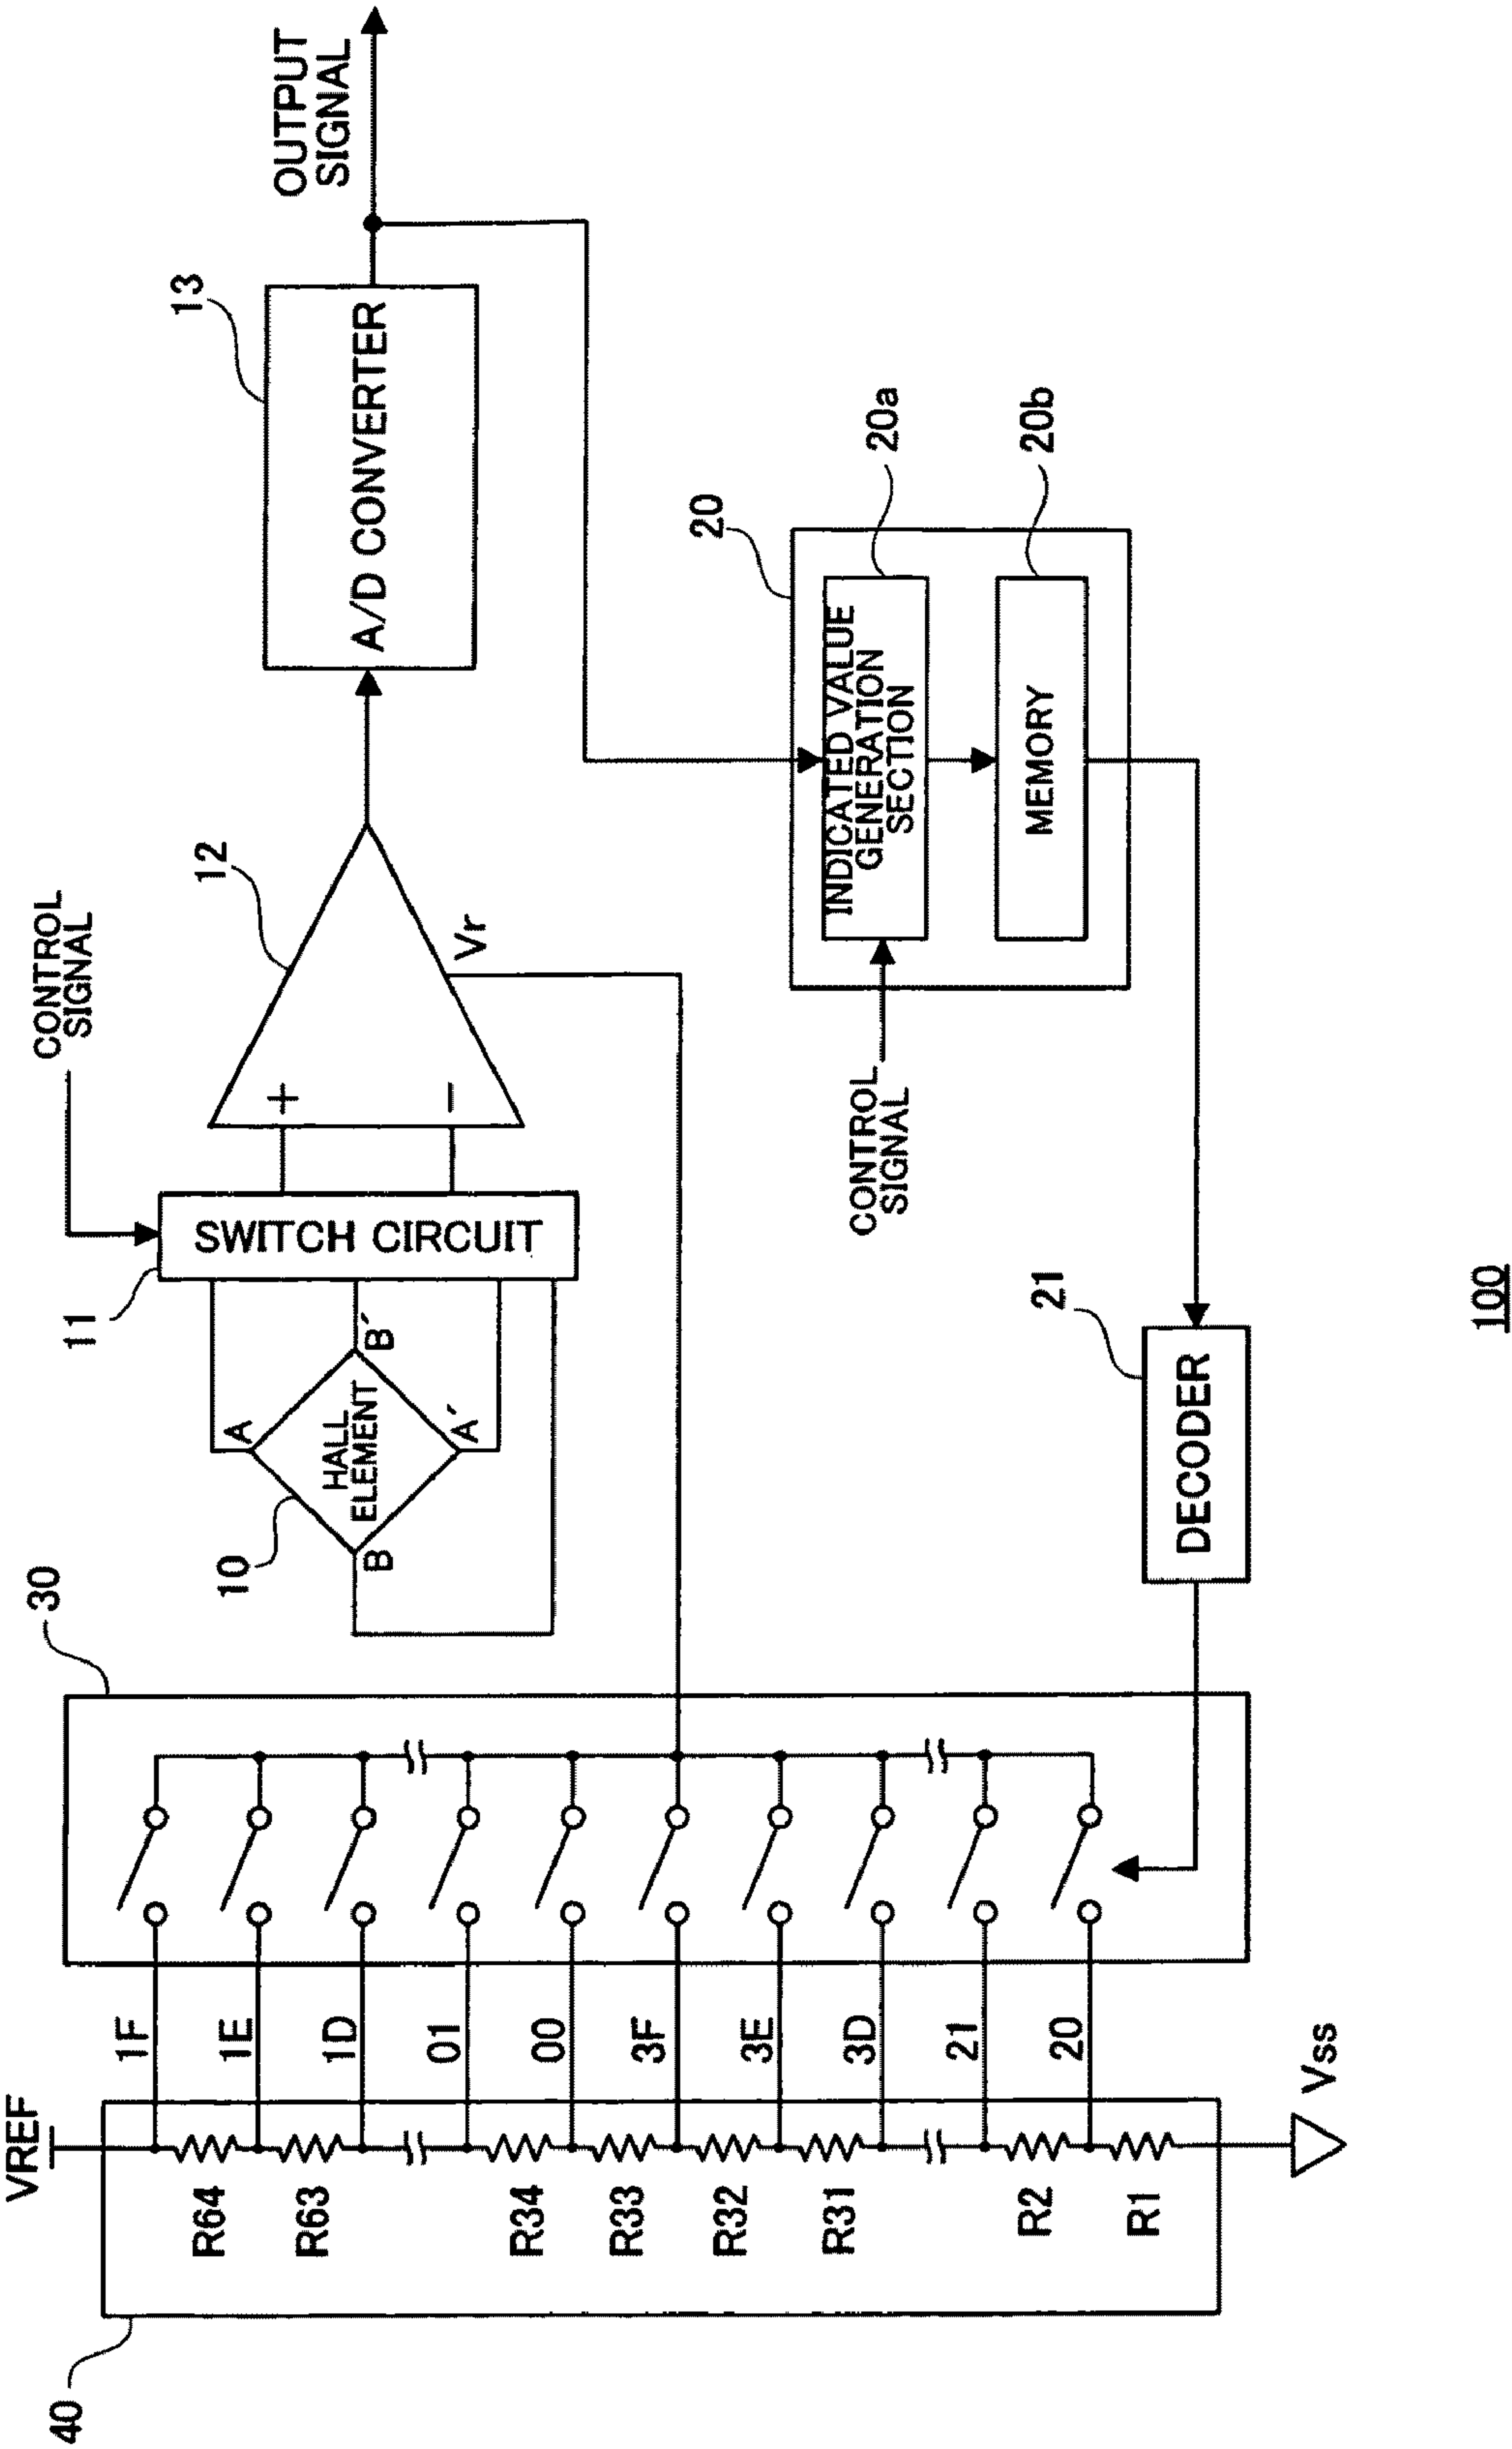 OUTPUT
SIGNAL
13
A/D CONVERTER
CONTROL
SIGNAL
12
Vr
+
−
11
SWITCH CIRCUIT
HALL
ELEMENT
A
B′
A′
B
10
20
20a
INDICATED VALUE
GENERATION
SECTION
20b
MEMORY
CONTROL
SIGNAL
21
DECODER
30
1F
1E
1D
01
00
3F
3E
3D
21
20
VREF
R64
R63
R34
R33
R32
R31
R2
R1
Vss
40
100